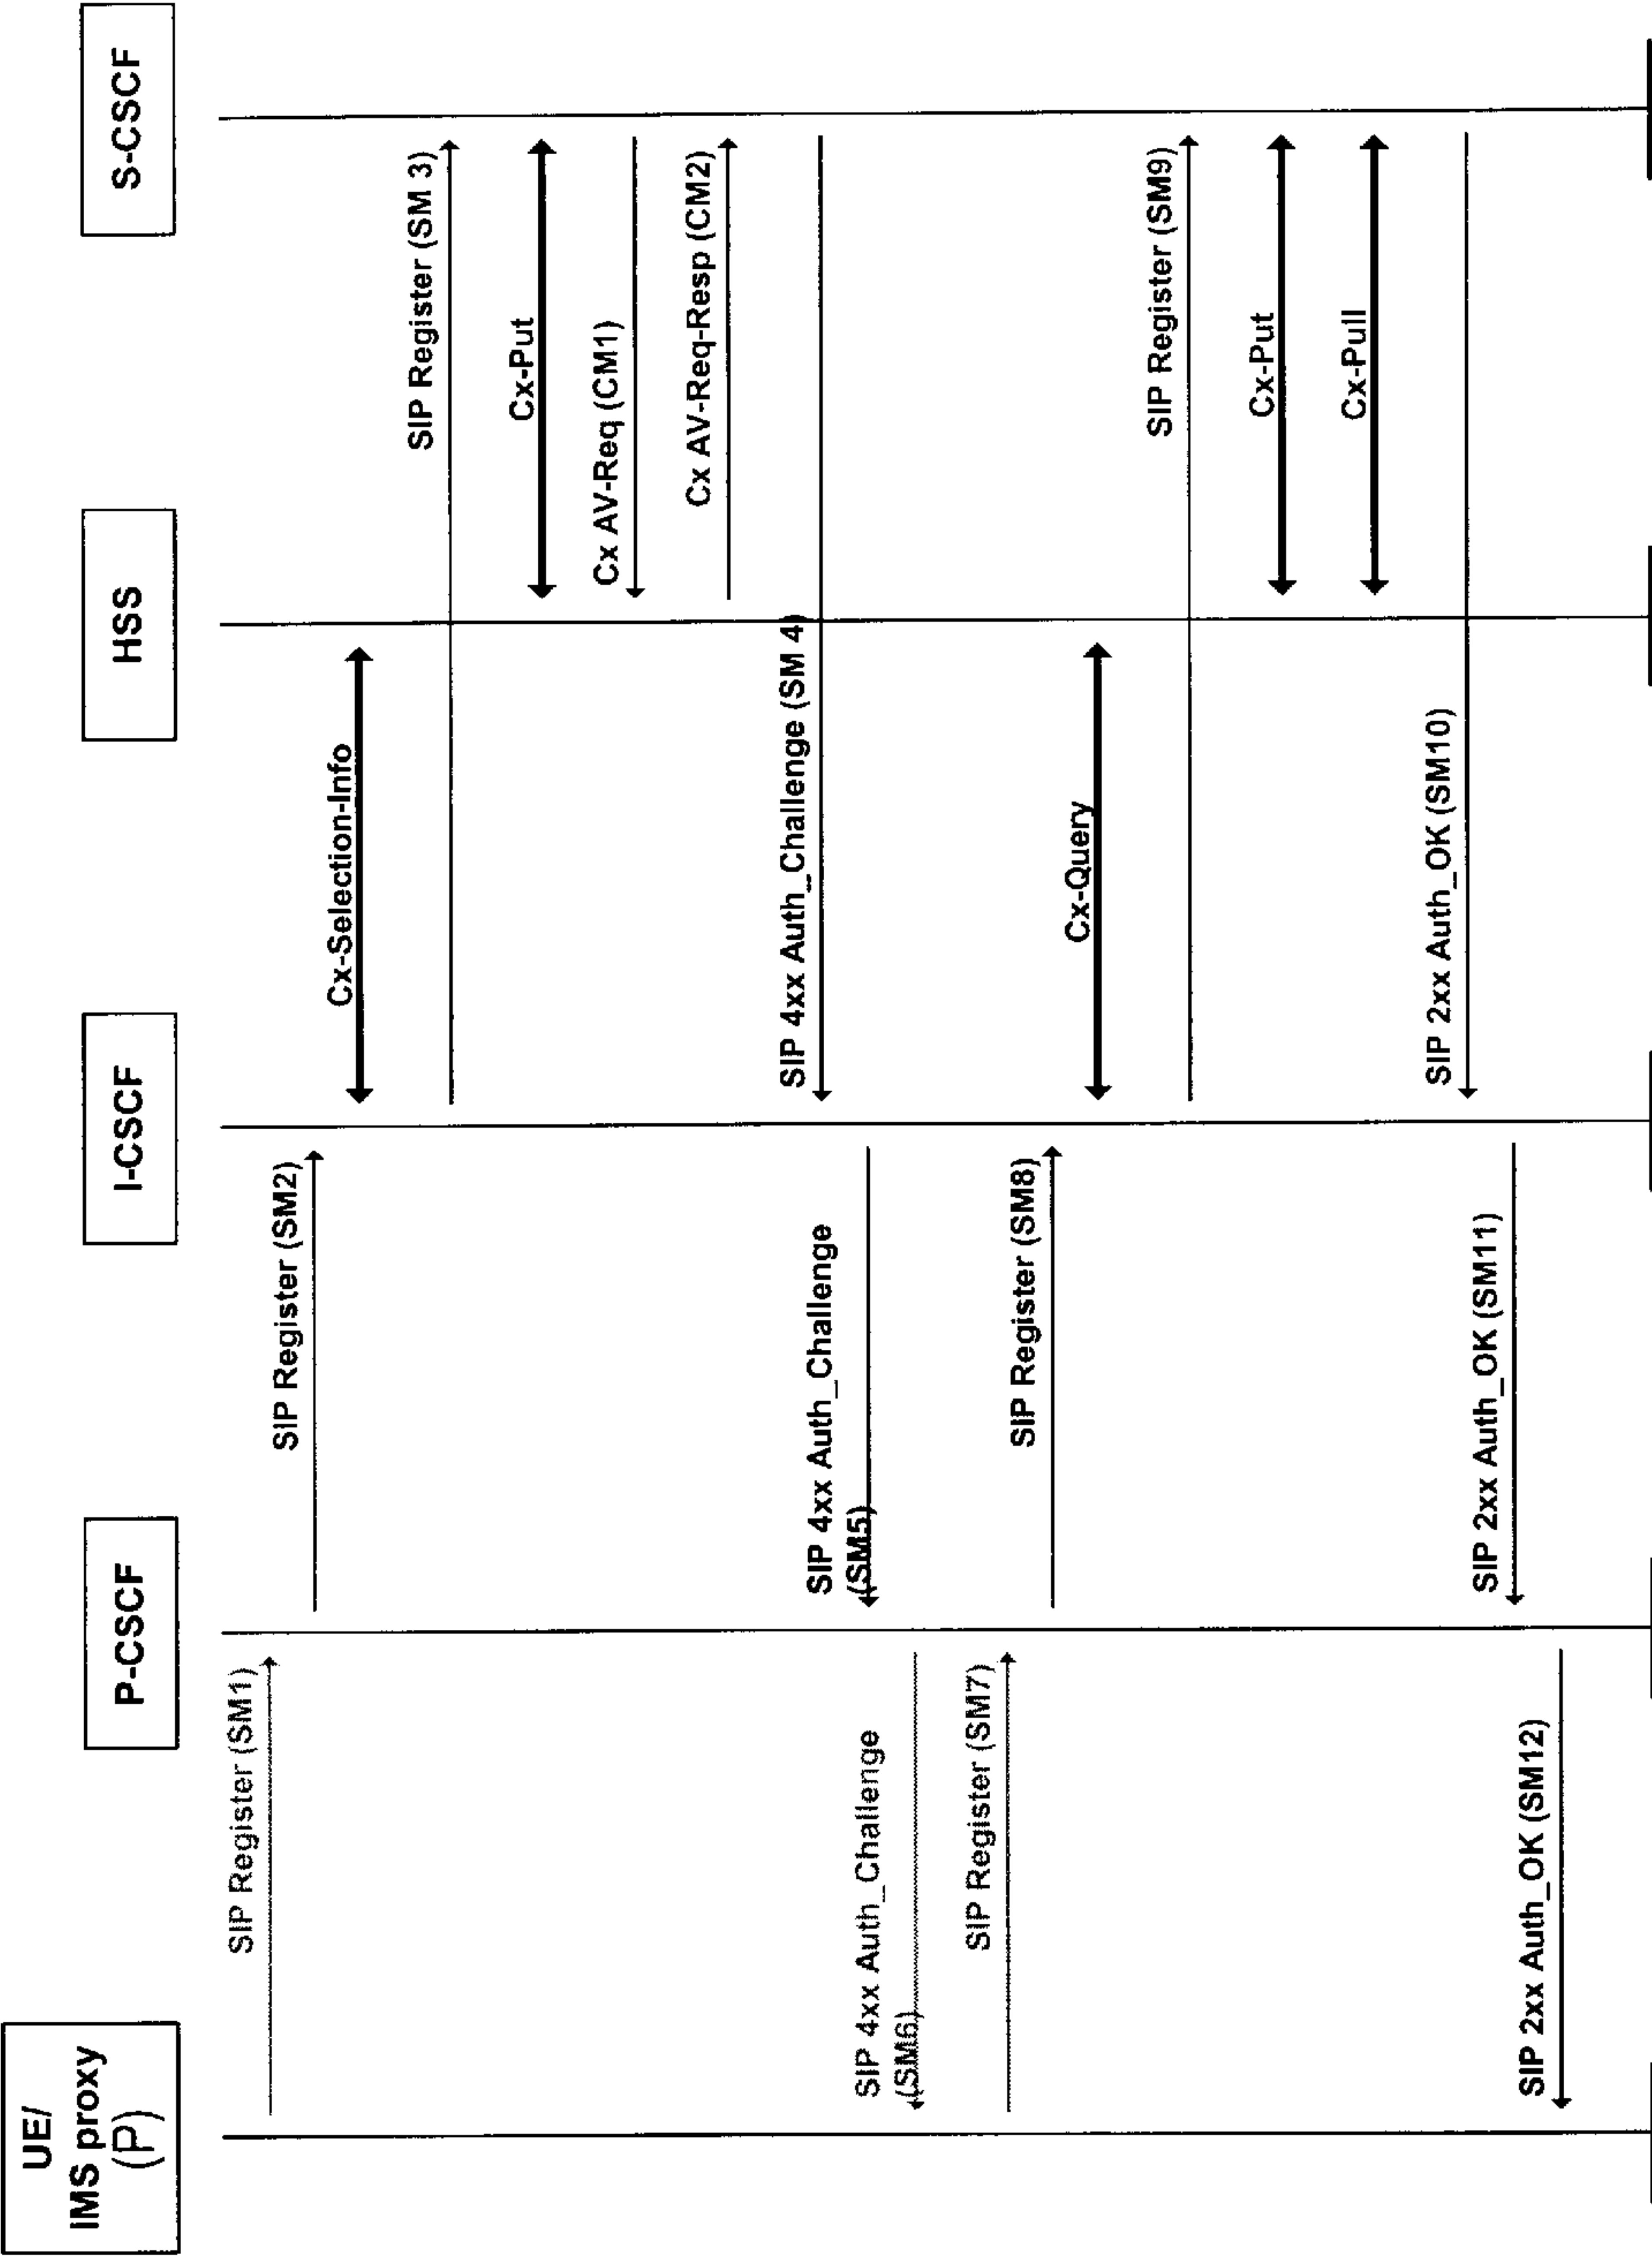 UE/
IMS proxy
(P)
P-CSCF
I-CSCF
HSS
S-CSCF
SIP Register (SM1)
SIP Register (SM2)
Cx-Selection-Info
SIP Register (SM 3)
Cx-Put
Cx AV-Req (CM1)
Cx AV-Req-Resp (CM2)
SIP 4xx Auth_Challenge (SM 4)
SIP 4xx Auth_Challenge
(SM5)
SIP 4xx Auth_Challenge
(SM6)
SIP Register (SM7)
SIP Register (SM8)
Cx-Query
SIP Register (SM9)
Cx-Put
Cx-Pull
SIP 2xx Auth_OK (SM10)
SIP 2xx Auth_OK (SM11)
SIP 2xx Auth_OK (SM12)